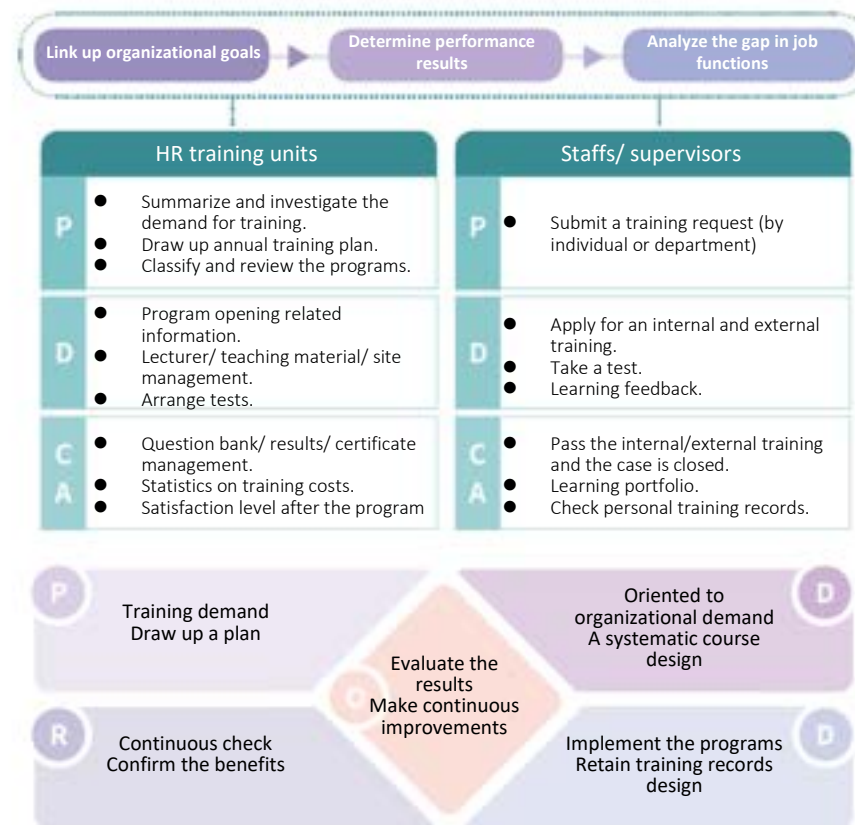 Link up organizational goals
Determine performance
results
Analyze the gap in job
functions
HR training units
P
● Summarize and investigate the
demand for training.
● Draw up annual training plan.
● Classify and review the programs.
D
● Program opening related
information.
● Lecturer/ teaching material/ site
management.
● Arrange tests.
C
A
● Question bank/ results/ certificate
management.
● Statistics on training costs.
● Satisfaction level after the program
Staffs/ supervisors
P
● Submit a training request (by
individual or department)
D
● Apply for an internal and external
training.
● Take a test.
● Learning feedback.
C
A
● Pass the internal/external training
and the case is closed.
● Learning portfolio.
● Check personal training records.
P
Training demand
Draw up a plan
D
Oriented to
organizational demand
A systematic course
design
O
Evaluate the
results
Make continuous
improvements
R
Continuous check
Confirm the benefits
D
Implement the programs
Retain training records
design